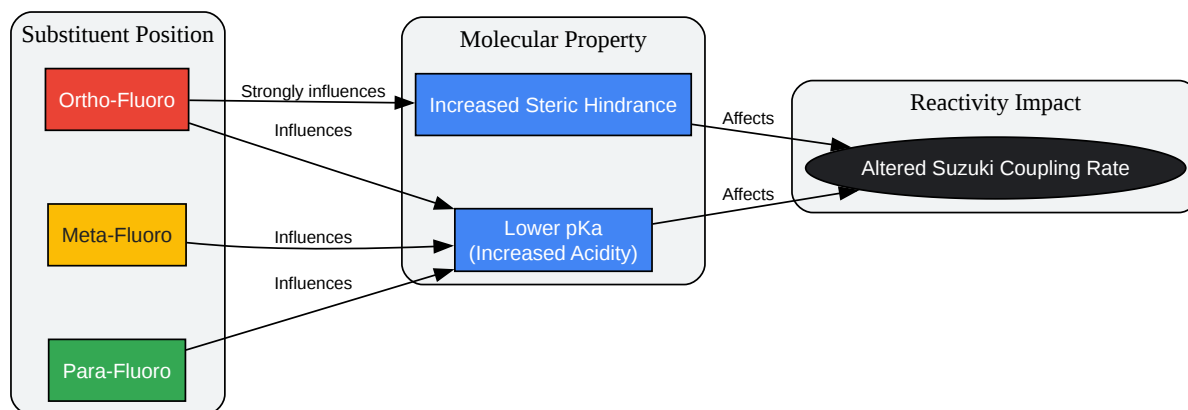 Substituent Position
Ortho-Fluoro
Meta-Fluoro
Para-Fluoro
Strongly influences
Influences
Influences
Influences
Molecular Property
Increased Steric Hindrance
Lower pKa
(Increased Acidity)
Affects
Affects
Reactivity Impact
Altered Suzuki Coupling Rate